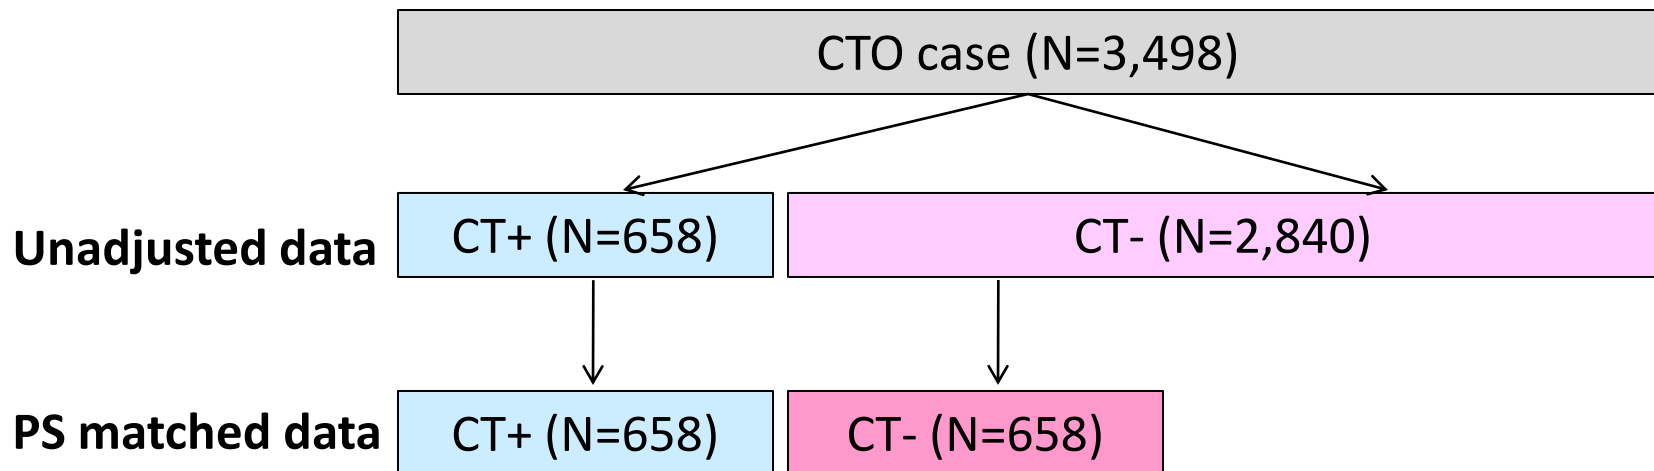 CTO case (N=3,498)
Unadjusted data
CT+ (N=658)
CT- (N=2,840)
PS matched data
CT+ (N=658)
CT- (N=658)